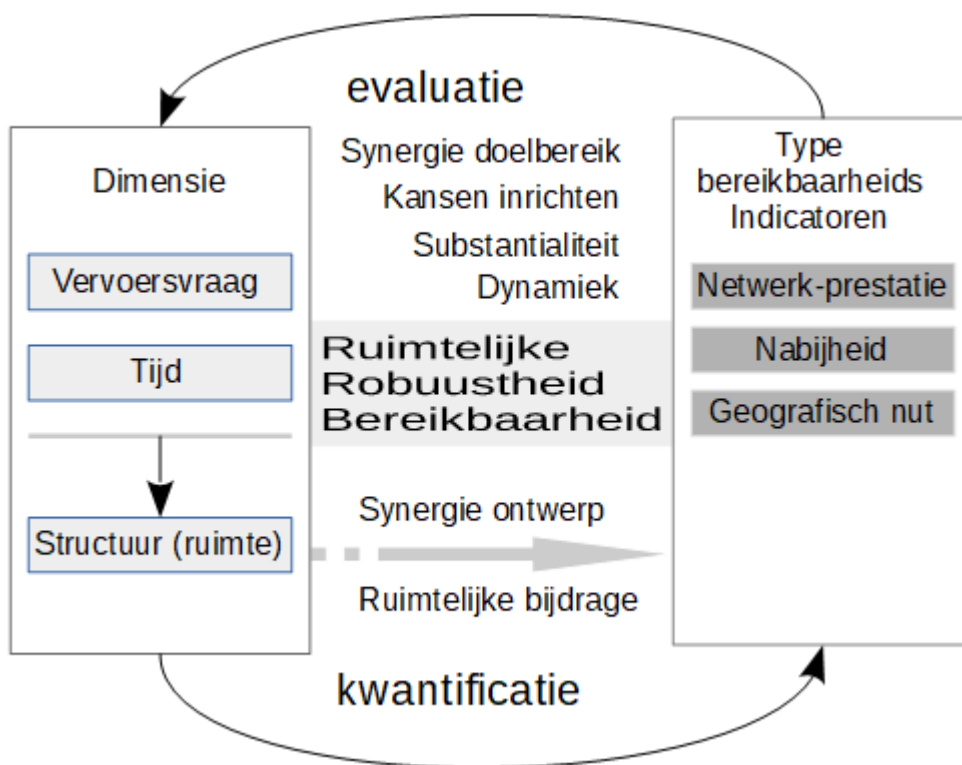 evaluatie
Dimensie
Vervoersvraag
Tijd
Structuur (ruimte)
Synergie doelbereik
Kansen inrichten
Substantialiteit
Dynamiek
Ruimtelijke
Robuustheid
Bereikbaarheid
Synergie ontwerp
Ruimtelijke bijdrage
Type
bereikbaarheids
Indicatoren
Netwerk-prestatie
Nabijheid
Geografisch nut
kwantificatie